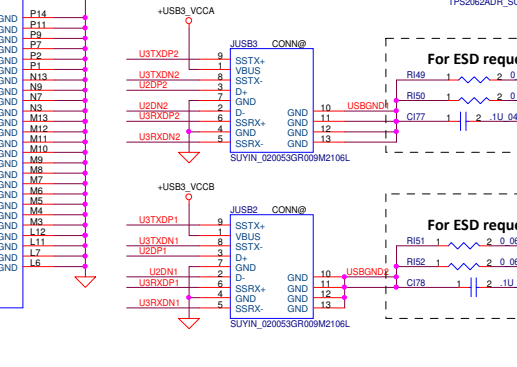 TPS2062ADR_SO
GND P14
GND P11
GND P9
GND P7
GND P2
GND P1
GND N13
GND N9
GND N7
GND N3
GND M13
GND M12
GND M11
GND M10
GND M9
GND M8
GND M7
GND M6
GND M5
GND M4
GND M3
GND L12
GND L11
GND L7
GND L6
+USB3_VCCA
JUSB3 CONN@
U3TXDP2 9 SSTX+
1 VBUS
U3TXDN2 8 SSTX-
U2DP2 3 D+
7 GND
U2DN2 2 D- GND 10 USBGND1
U3RXDP2 6 SSRX+ GND 11
4 GND GND 12
U3RXDN2 5 SSRX- GND 13
SUYIN_020053GR009M2106L
For ESD reque
RI49 1 2 0
RI50 1 2 0
CI77 1 2 .1U_04
+USB3_VCCB
JUSB2 CONN@
U3TXDP1 9 SSTX+
1 VBUS
U3TXDN1 8 SSTX-
U2DP1 3 D+
7 GND
U2DN1 2 D- GND 10 USBGND2
U3RXDP1 6 SSRX+ GND 11
4 GND GND 12
U3RXDN1 5 SSRX- GND 13
SUYIN_020053GR009M2106L
For ESD reque
RI51 1 2 0_06
RI52 1 2 0_06
CI78 1 2 .1U_